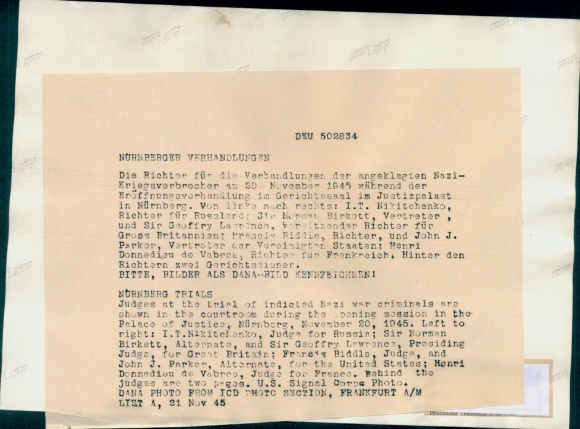 DEU 502834
NÜRNBERGER VERHANDLUNGEN
Die Richter für die Verhandlungen der angeklagten Nazi-
Kriegsverbrecher am 20. November 1945 während der
Eröffnungsverhandlung im Gerichtssaal im Justizpalast
in Nürnberg. Von links nach rechts: I.T. Nikitchenko,
Richter für Russland; Sir Norman Birkett, Vertreter ,
und Sir Geoffry Lawrence, vorsitzender Richter für
Gross Britannien; Francis Biddle, Richter, und John J.
Parker, Vertreter der Vereinigten Staaten; Henri
Donnedieu de Vabres, Richter für Frankreich. Hinter den
Richtern zwei Gerichtsdiener.
BITTE, BILDER ALS DANA-BILD KENNZEICHNEN!
NÜRNBERG TRIALS
Judges at the trial of indicted Nazi war criminals are
shown in the courtroom during the opening session in the
Palace of Justice, Nürnberg, November 20, 1945. Left to
right: I.T.Nikitchenko, Judge for Russia; Sir Norman
Birkett, Alternate, and Sir Geoffry Lawrence, Presiding
Judge, for Great Britain; Francis Biddle, Judge, and
John J. Parker, Alternate, for the United States; Henri
Donnedieu de Vabres, Judge for France. Behind the
judges are two pages. U.S. Signal Corps Photo.
DANA PHOTO FROM ICD PHOTO SECTION, FRANKFURT A/M
LIST A, 21 Nov 45